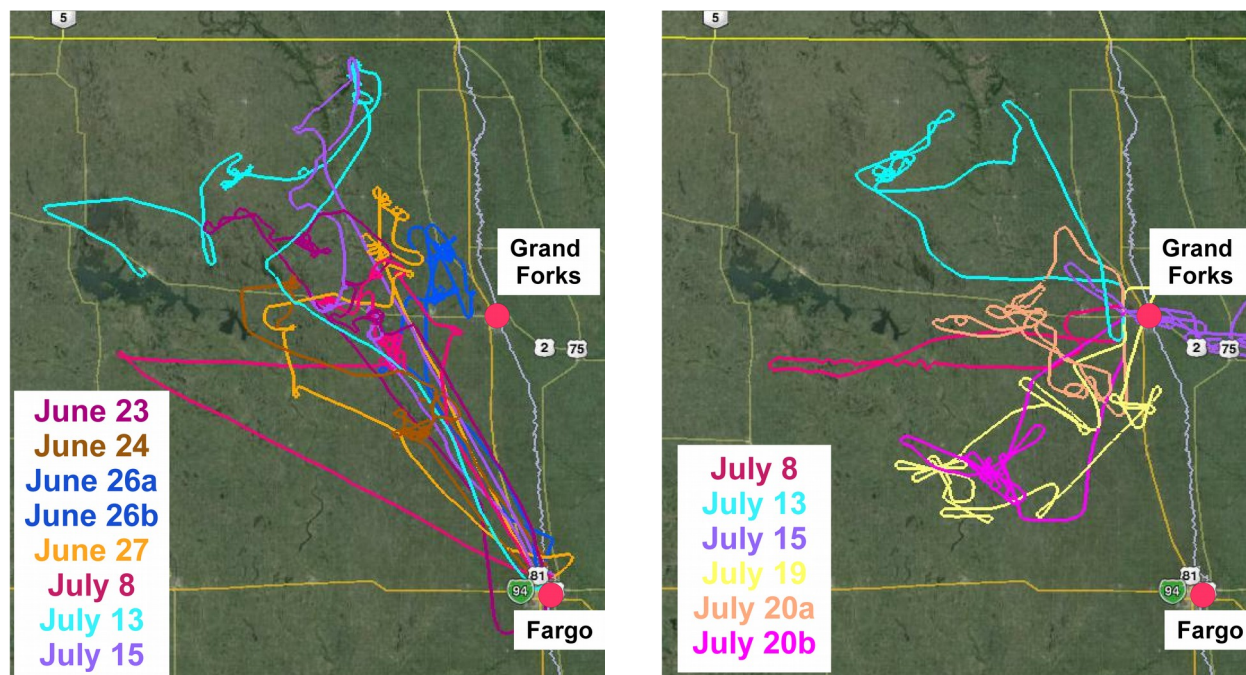 5
Grand
Forks
2
75
June 23
June 24
June 26a
June 26b
June 27
July 8
July 13
July 15
81
94
Fargo
5
Grand
Forks
2
75
July 8
July 13
July 15
July 19
July 20a
July 20b
81
94
Fargo